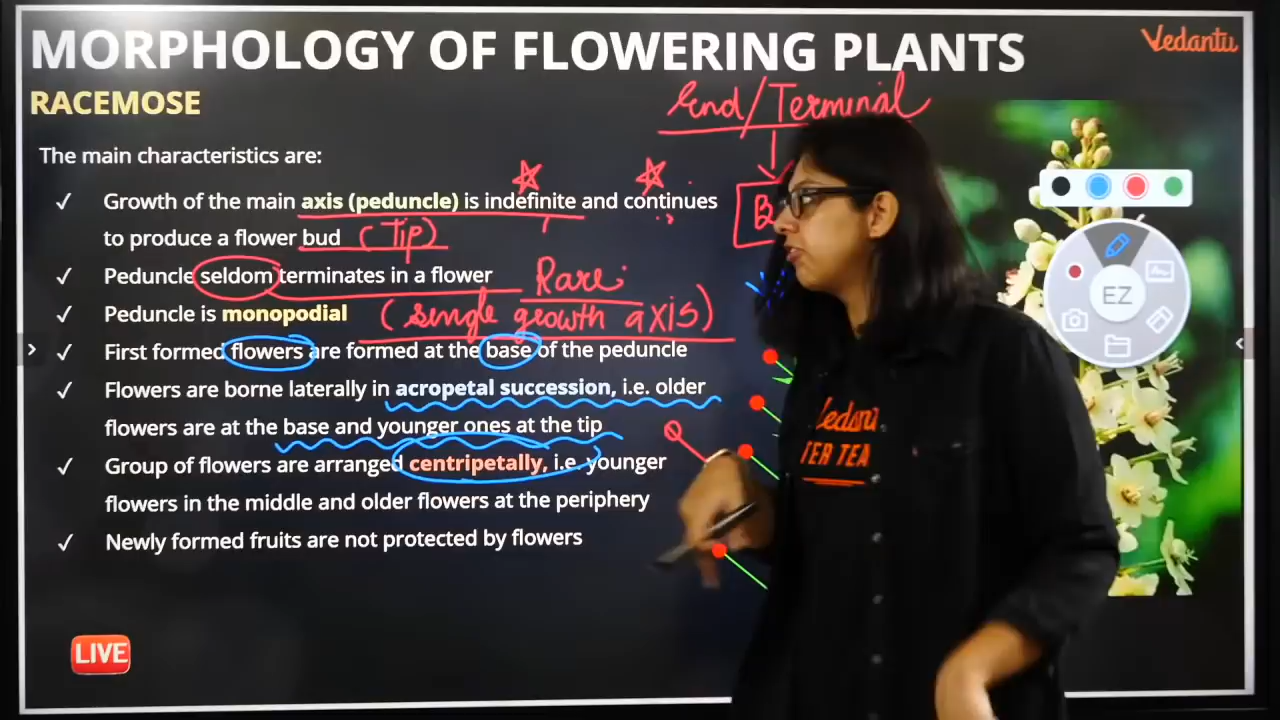 MORPHOLOGY OF FLOWERING PLANTS
Vedantu
RACEMOSE
End/Terminal
The main characteristics are:
✓ Growth of the main axis (peduncle) is indefinite and continues
to produce a flower bud (Tip)
B
✓ Peduncle seldom terminates in a flower Rare
✓ Peduncle is monopodial (single growth axis)
EZ
✓ First formed flowers are formed at the base of the peduncle
✓ Flowers are borne laterally in acropetal succession, i.e. older
flowers are at the base and younger ones at the tip
✓ Group of flowers are arranged centripetally, i.e. younger
flowers in the middle and older flowers at the periphery
✓ Newly formed fruits are not protected by flowers
Vedant
TER TEA
LIVE